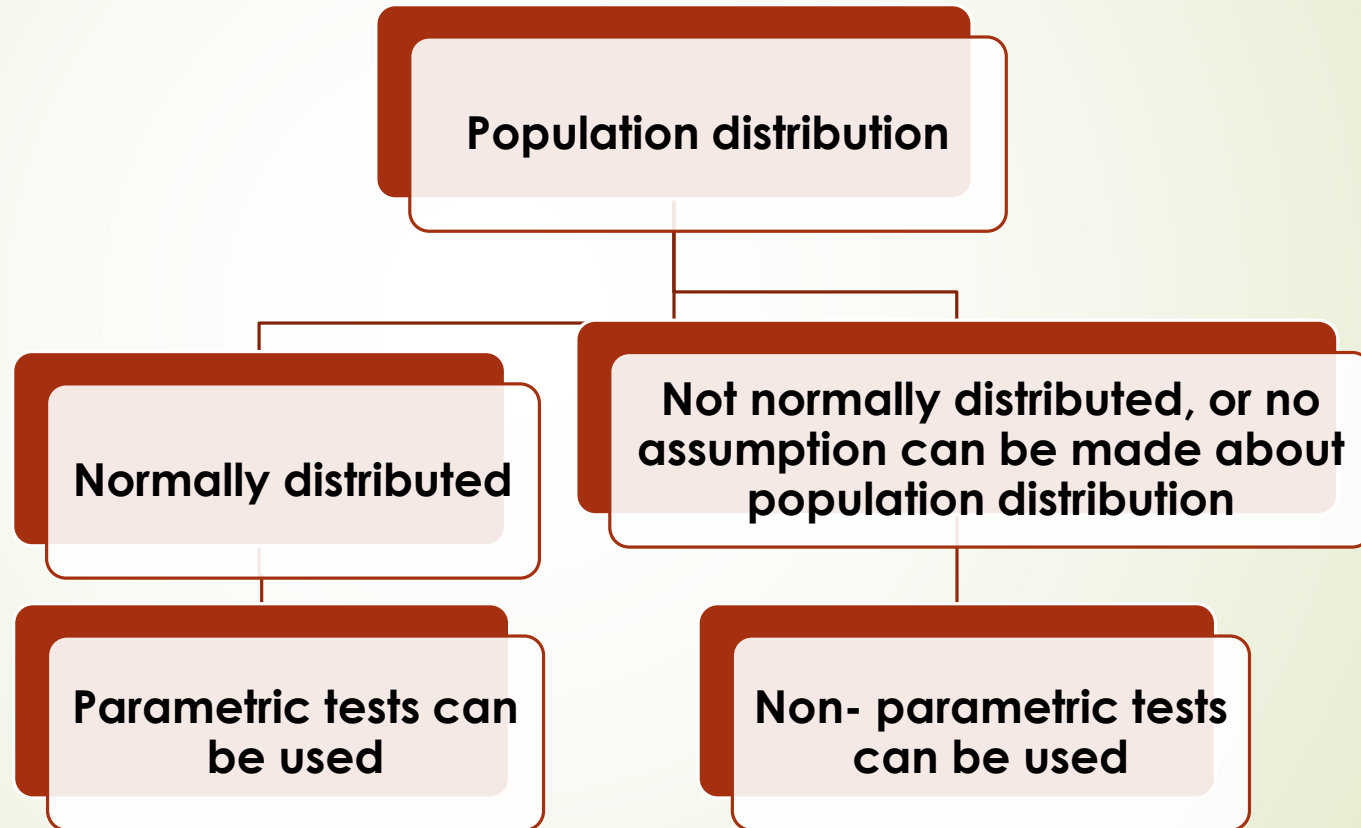 Population distribution
Normally distributed
Not normally distributed, or no
assumption can be made about
population distribution
Parametric tests can
be used
Non- parametric tests
can be used